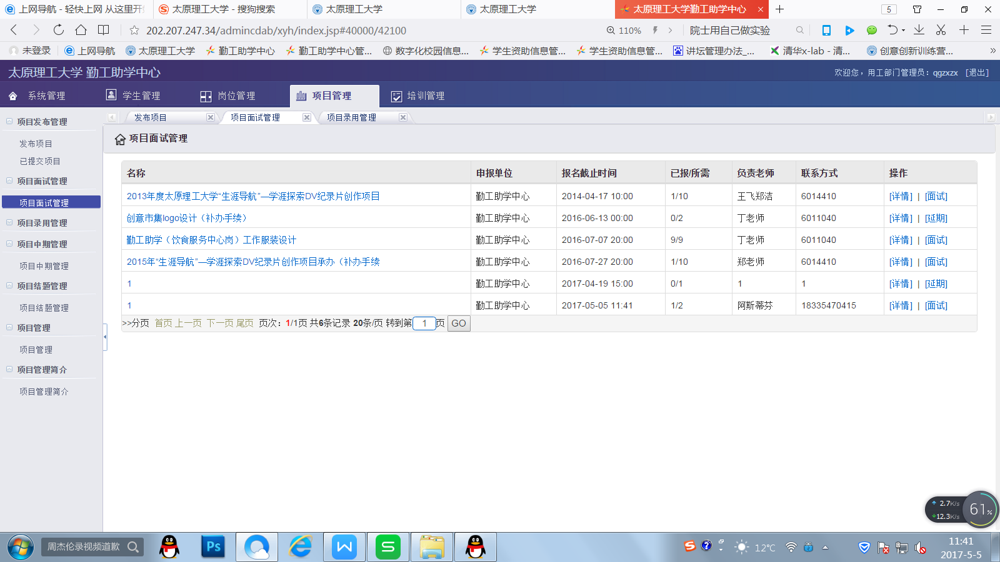 上网导航 - 轻快上网 从这里开始
太原理工大学 - 搜狗搜索
太原理工大学
太原理工大学
太原理工大学勤工助学中心
5
202.207.247.34/admincdab/xyh/index.jsp#40000/42100
110%
院士用自己做实验
未登录
上网导航
太原理工大学
勤工助学中心
勤工助学中心管...
数字化校园信息...
学生资助信息管...
学生资助信息管...
讲坛管理办法_...
清华x-lab - 清...
创意创新训练营...
太原理工大学 勤工助学中心
欢迎您，用工部门管理员：qgzxzx [退出]
系统管理
学生管理
岗位管理
项目管理
培训管理
发布项目
项目面试管理
项目录用管理
项目发布管理
发布项目
已提交项目
项目面试管理
项目面试管理
项目录用管理
项目中期管理
项目中期管理
项目结题管理
项目结题管理
项目管理
项目管理
项目管理简介
项目管理简介
项目面试管理
名称 申报单位 报名截止时间 已报/所需 负责老师 联系方式 操作
2013年度太原理工大学“生涯导航”—学涯探索DV纪录片创作项目 勤工助学中心 2014-04-17 10:00 1/10 王飞郑洁 6014410 [详情] | [面试]
创意市集logo设计（补办手续） 勤工助学中心 2016-06-13 00:00 0/2 丁老师 6011040 [详情] | [延期]
勤工助学（饮食服务中心岗）工作服装设计 勤工助学中心 2016-07-07 20:00 9/9 丁老师 6011040 [详情] | [面试]
2015年“生涯导航”—学涯探索DV纪录片创作项目承办（补办手续 勤工助学中心 2016-07-27 20:00 1/10 郑老师 6014410 [详情] | [面试]
1 勤工助学中心 2017-04-19 15:00 0/1 1 1 [详情] | [延期]
1 勤工助学中心 2017-05-05 11:41 1/2 阿斯蒂芬 18335470415 [详情] | [面试]
>>分页 首页 上一页 下一页 尾页 页次：1/1页 共6条记录 20条/页 转到第 1 页 GO
2.7K/s
12.3K/s
61%
周杰伦录视频道歉
Ps
12℃
11:41
2017-5-5